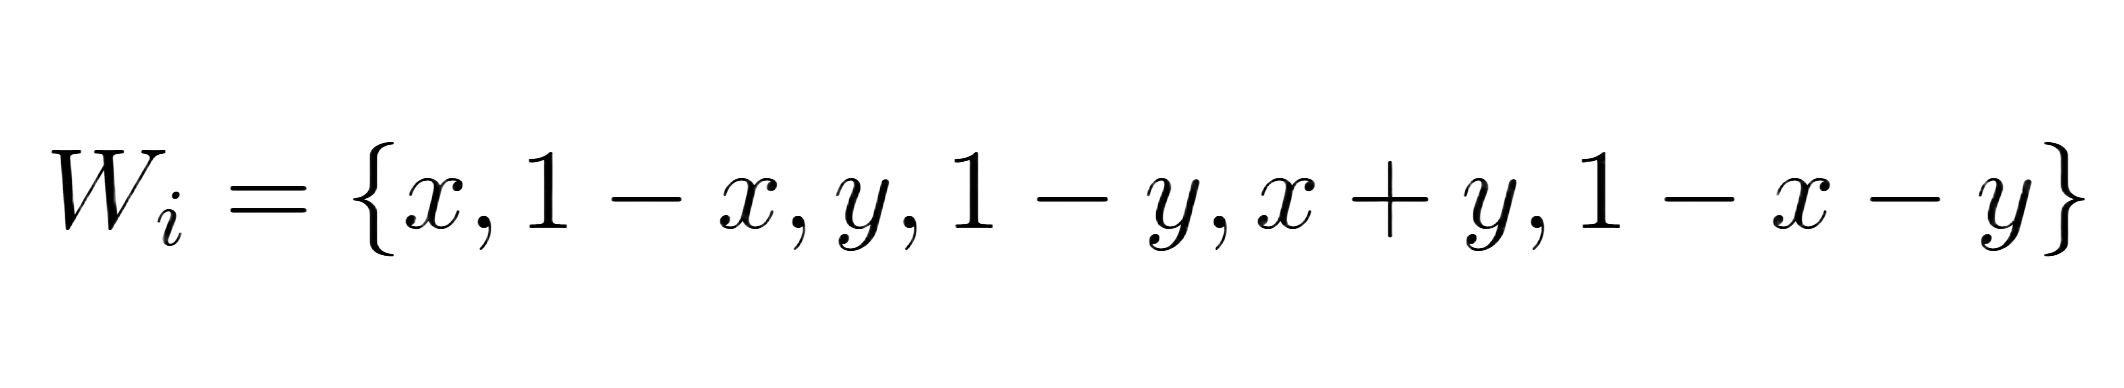 W_i = {x, 1 − x, y, 1 − y, x + y, 1 − x − y}